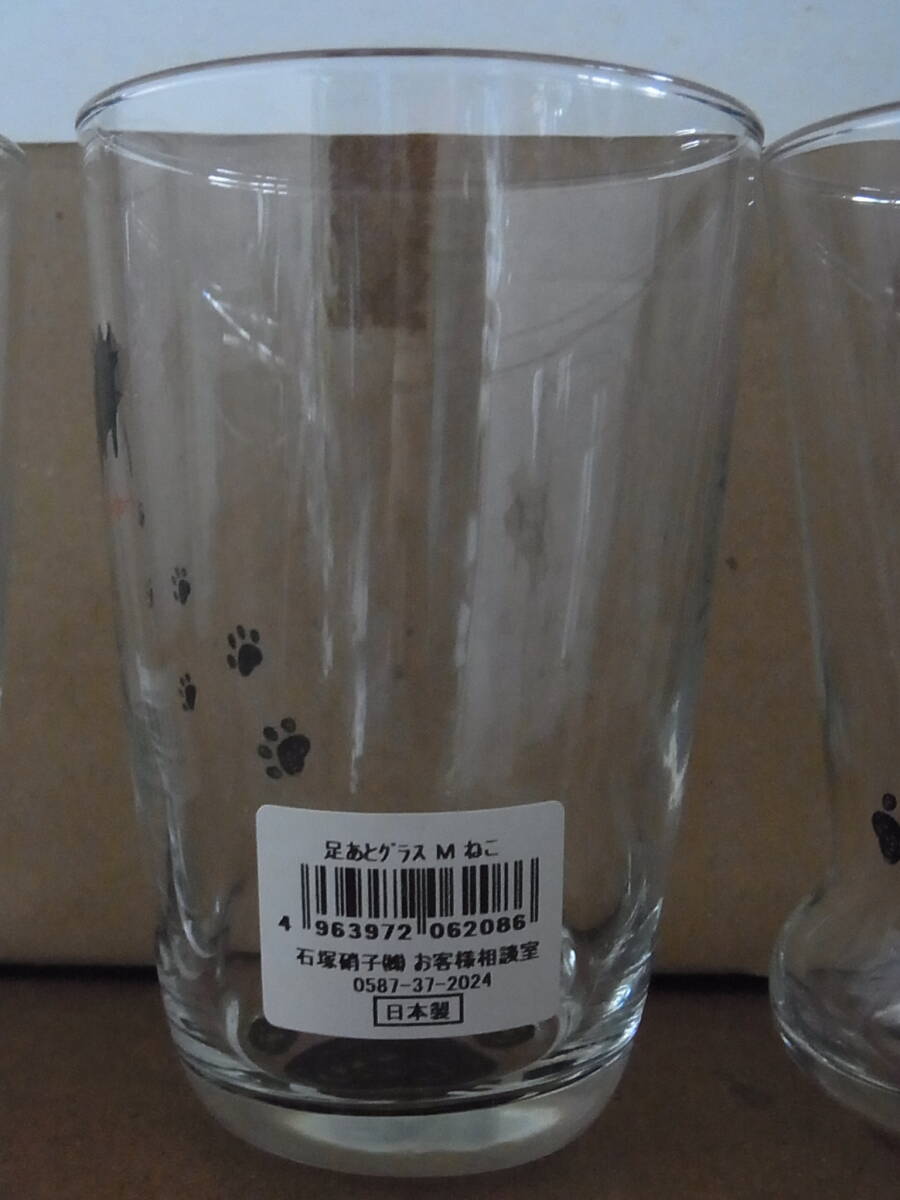 足あとグラス M ねこ
4 963972 062086
石塚硝子㈱ お客様相談室
0587-37-2024
日本製